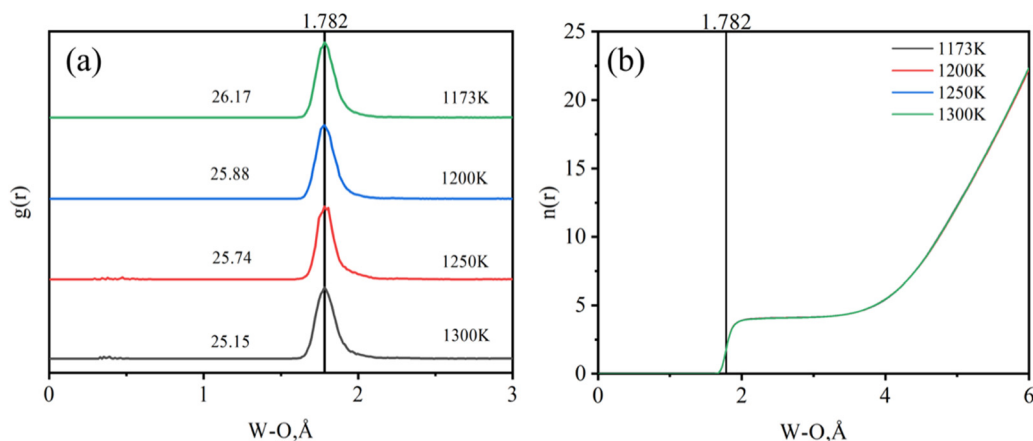 1.782
(a)
26.17 1173K
25.88 1200K
25.74 1250K
25.15 1300K
g(r)
0 1 2 3
W-O,Å
1.782
(b)
1173K
1200K
1250K
1300K
25
20
15
10
5
0
n(r)
0 2 4 6
W-O,Å